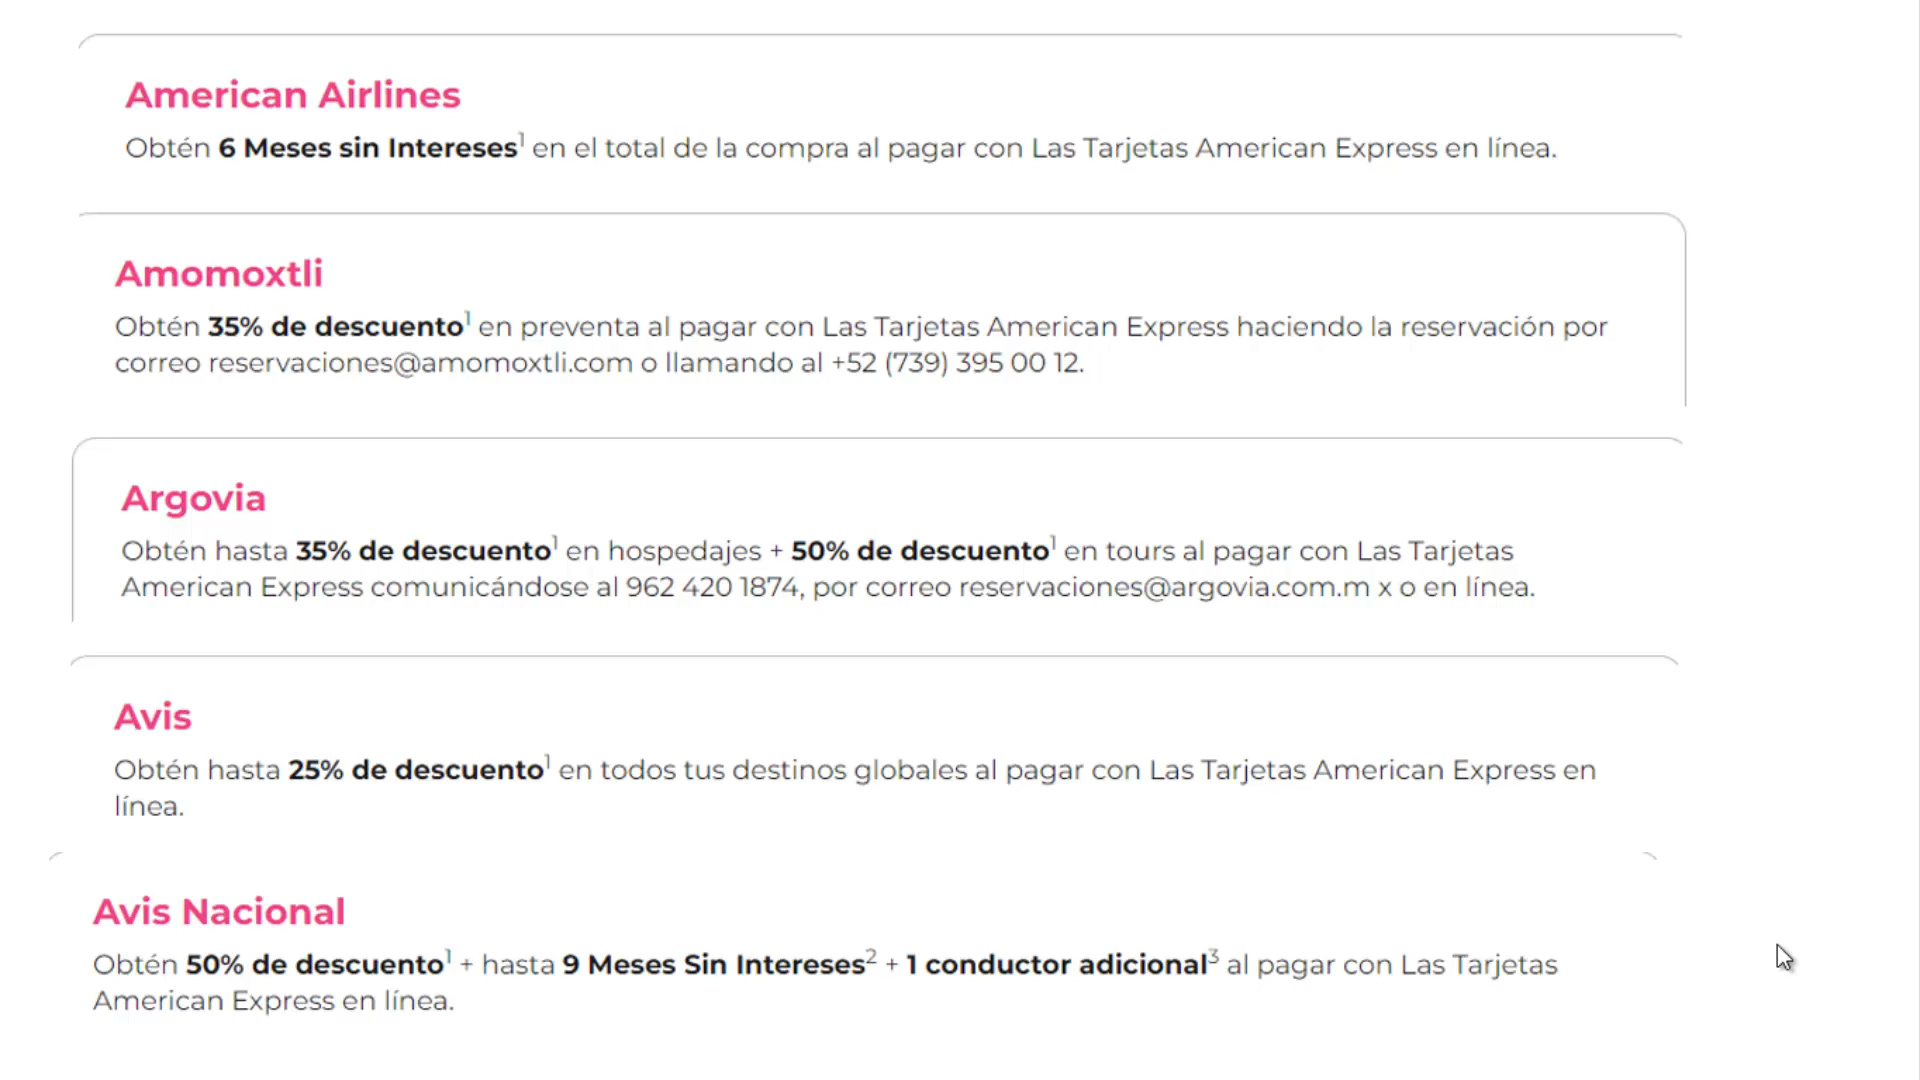 American Airlines
Obtén 6 Meses sin Intereses¹ en el total de la compra al pagar con Las Tarjetas American Express en línea.
Amomoxtli
Obtén 35% de descuento¹ en preventa al pagar con Las Tarjetas American Express haciendo la reservación por
correo reservaciones@amomoxtli.com o llamando al +52 (739) 395 00 12.
Argovia
Obtén hasta 35% de descuento¹ en hospedajes + 50% de descuento¹ en tours al pagar con Las Tarjetas
American Express comunicándose al 962 420 1874, por correo reservaciones@argovia.com.m x o en línea.
Avis
Obtén hasta 25% de descuento¹ en todos tus destinos globales al pagar con Las Tarjetas American Express en
línea.
Avis Nacional
Obtén 50% de descuento¹ + hasta 9 Meses Sin Intereses² + 1 conductor adicional³ al pagar con Las Tarjetas
American Express en línea.